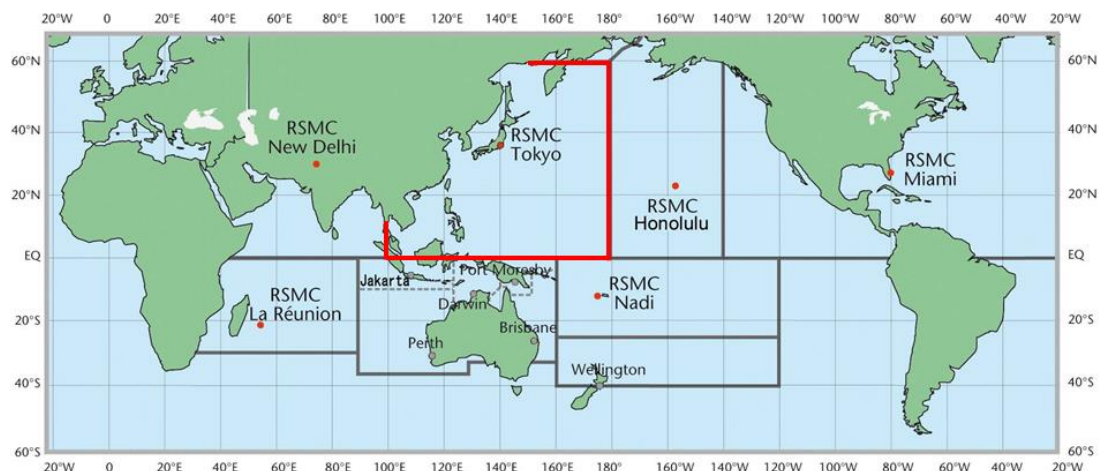 60°N
60°N
40°N
RSMC
New Delhi
RSMC
Tokyo
40°N
RSMC
Miami
20°N
RSMC
Honolulu
20°N
EQ
EQ
Port Moresby
Jakarta
RSMC
La Réunion
Darwin
RSMC
Nadi
20°S
Perth
Brisbane
20°S
Wellington
40°S
40°S
60°S
60°S
20°W 0 20°E 40°E 60°E 80°E 100°E 120°E 140°E 160°E 180° 160°W 140°W 120°W 100°W 80°W 60°W 40°W 20°W
20°W 0° 20°E 40°E 60°E 80°E 100°E 120°E 140°E 160°E 180° 160°W 140°W 120°W 100°W 80°W 60°W 40°W 20°W